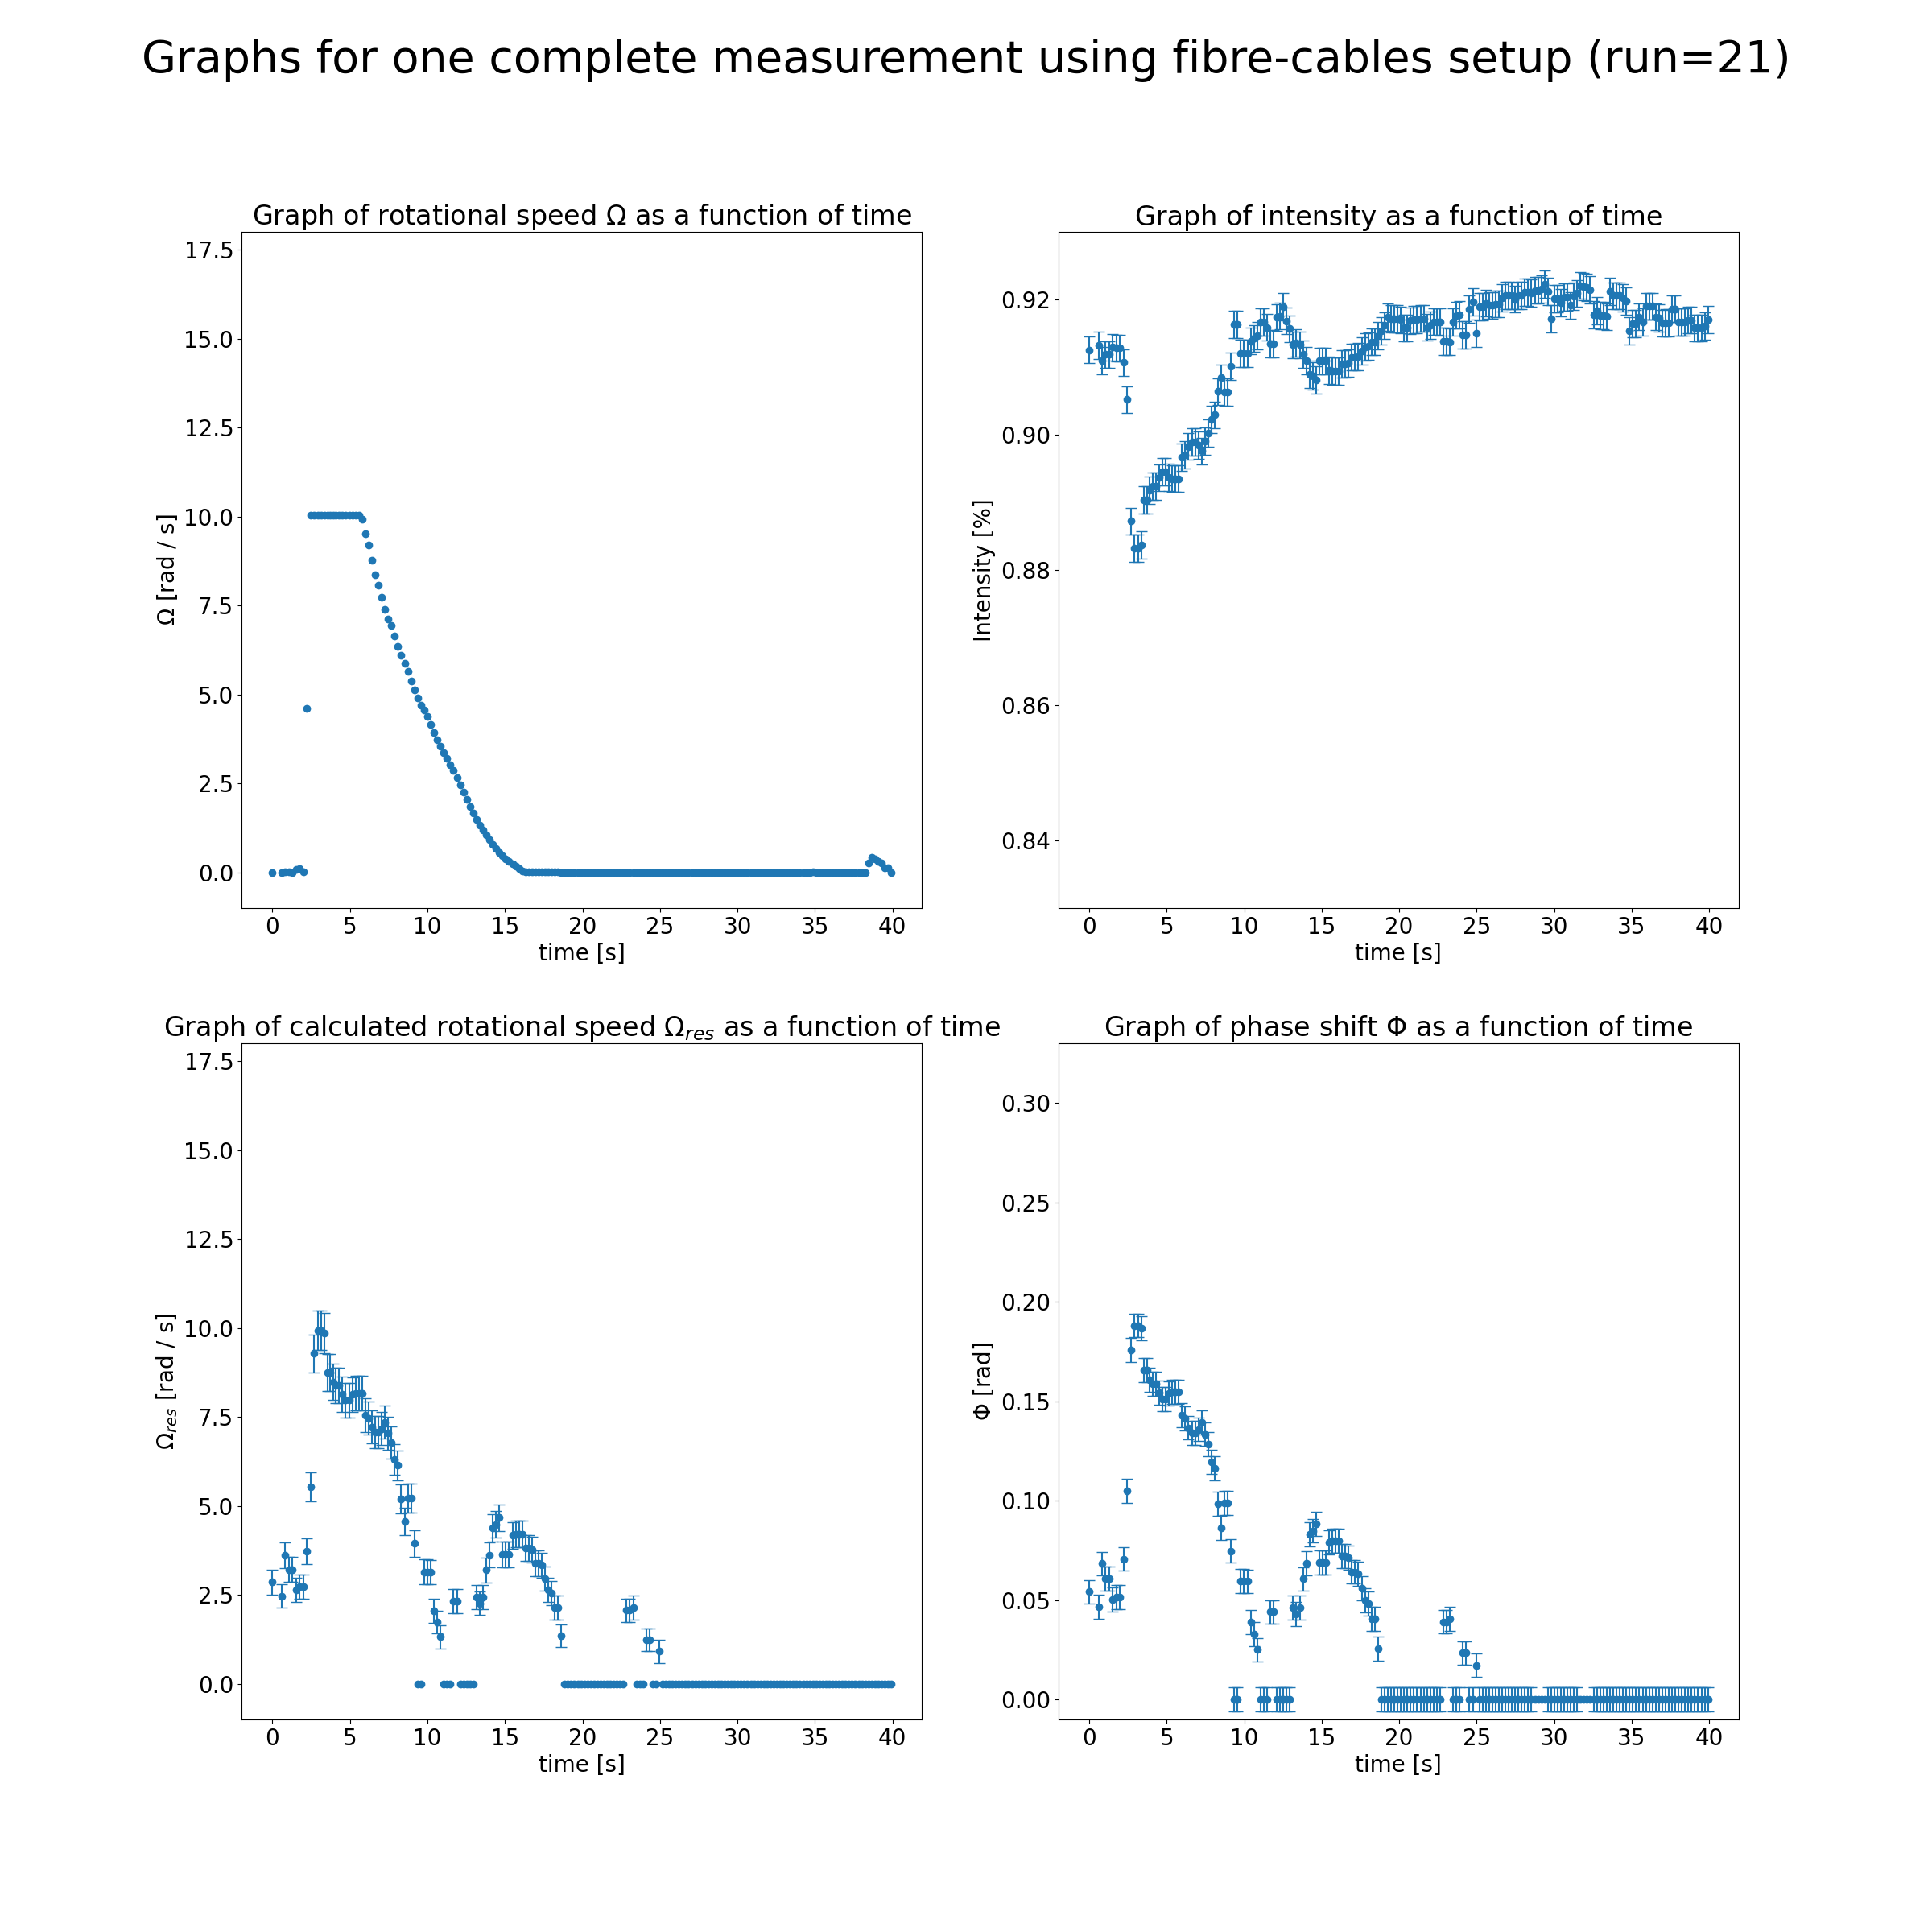 Graphs for one complete measurement using fibre-cables setup (run=21)
Graph of rotational speed Ω as a function of time
17.5
15.0
12.5
10.0
7.5
5.0
2.5
0.0
Ω [rad / s]
0 5 10 15 20 25 30 35 40
time [s]
Graph of intensity as a function of time
0.92
0.90
0.88
0.86
0.84
Intensity [%]
0 5 10 15 20 25 30 35 40
time [s]
Graph of calculated rotational speed Ω_res as a function of time
17.5
15.0
12.5
10.0
7.5
5.0
2.5
0.0
Ω_res [rad / s]
0 5 10 15 20 25 30 35 40
time [s]
Graph of phase shift Φ as a function of time
0.30
0.25
0.20
0.15
0.10
0.05
0.00
Φ [rad]
0 5 10 15 20 25 30 35 40
time [s]